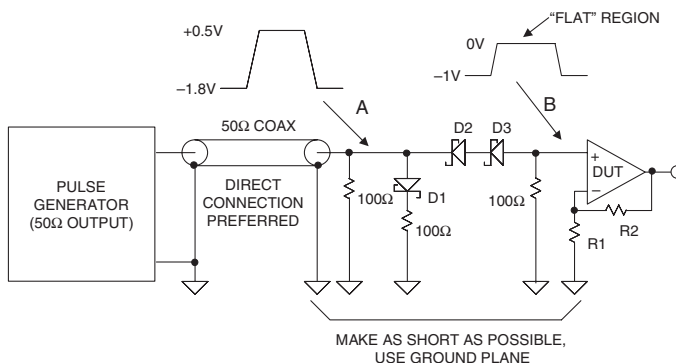 "FLAT" REGION
+0.5V
0V
–1.8V
–1V
A
B
50Ω COAX
D2
D3
PULSE
GENERATOR
(50Ω OUTPUT)
DIRECT
CONNECTION
PREFERRED
100Ω
D1
100Ω
100Ω
+
DUT
–
R1
R2
MAKE AS SHORT AS POSSIBLE,
USE GROUND PLANE